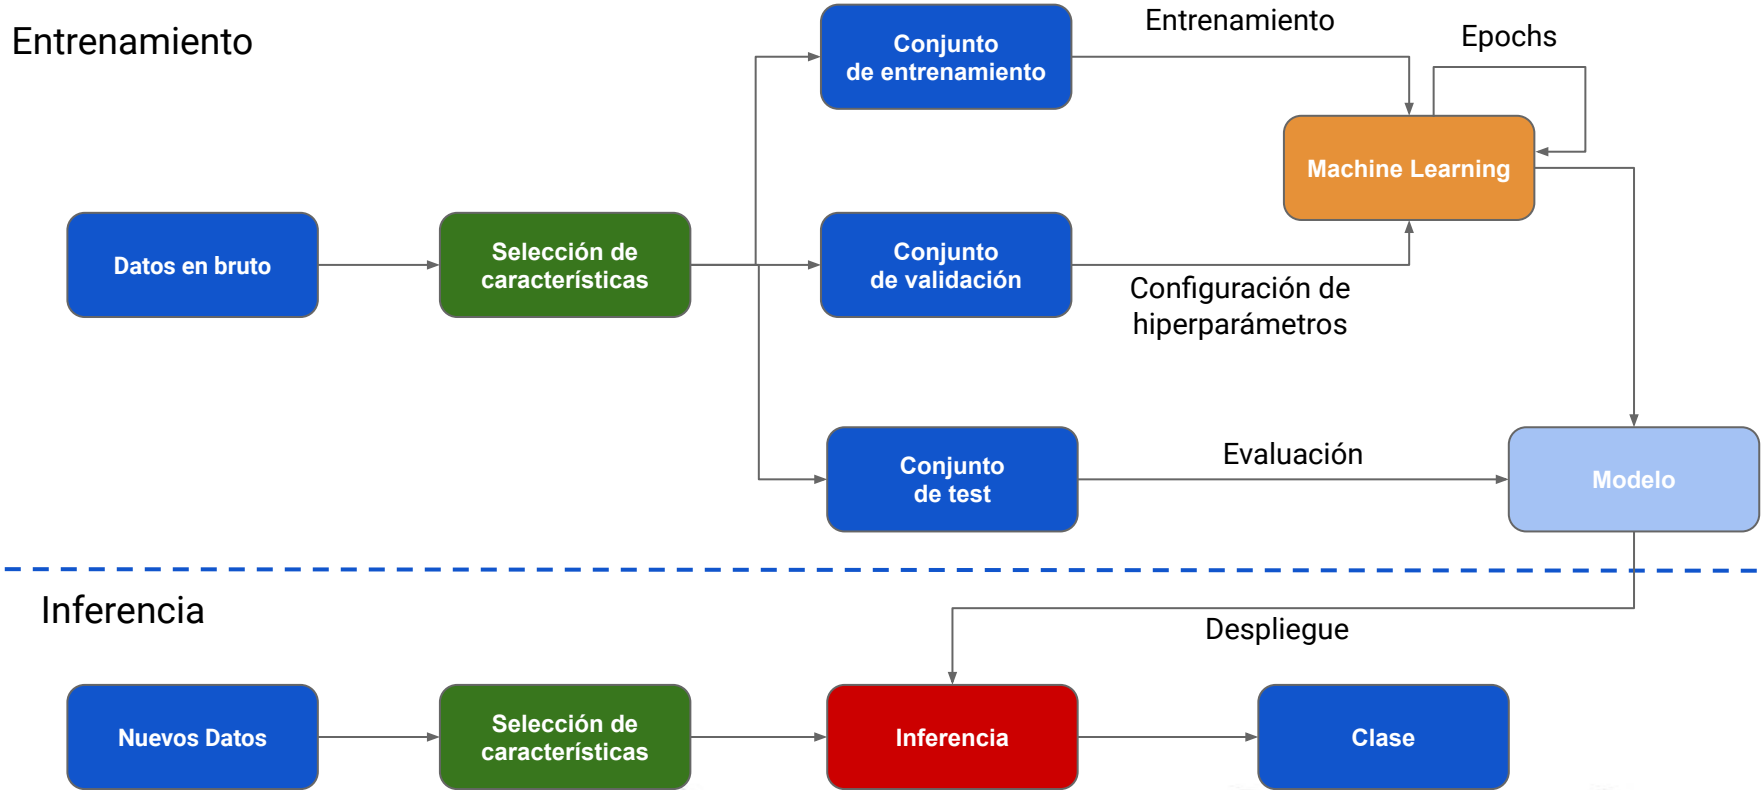 Entrenamiento
Conjunto
de entrenamiento
Entrenamiento
Epochs
Machine Learning
Datos en bruto
Selección de
características
Conjunto
de validación
Configuración de
hiperparámetros
Conjunto
de test
Evaluación
Modelo
Inferencia
Despliegue
Nuevos Datos
Selección de
características
Inferencia
Clase